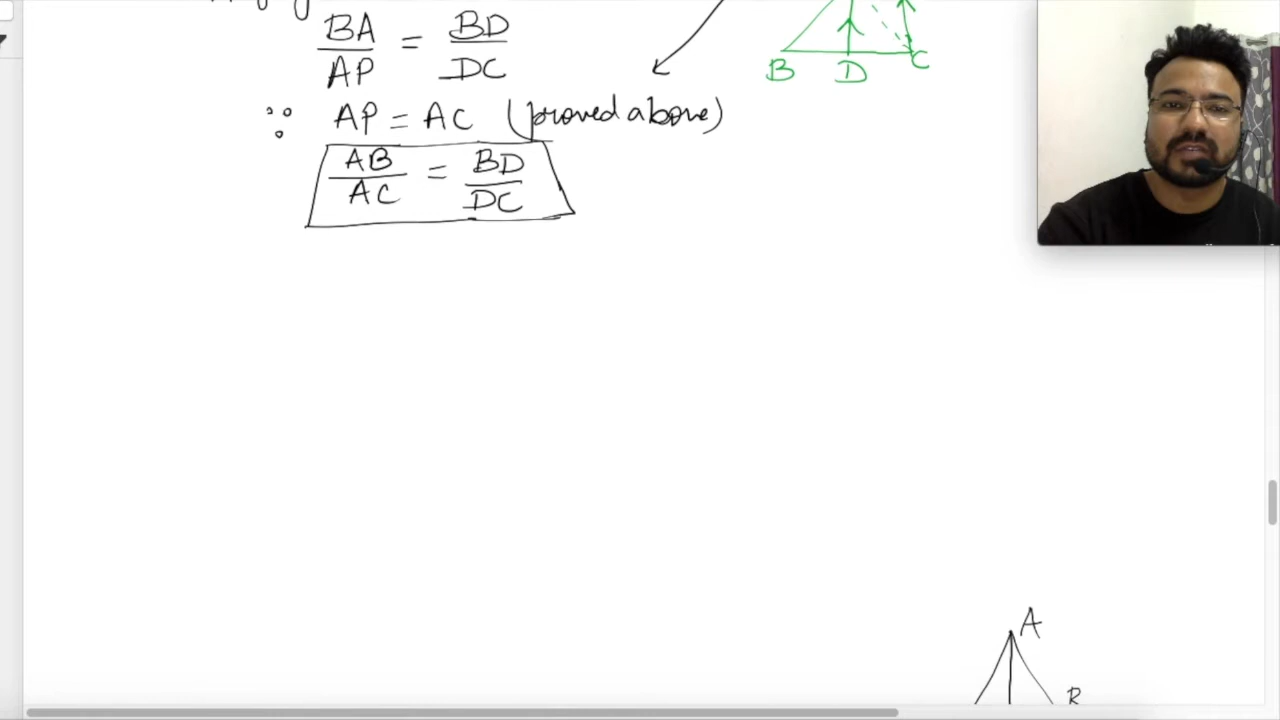 BA/AP = BD/DC
∵ AP = AC (proved above)
AB/AC = BD/DC
B D C
A